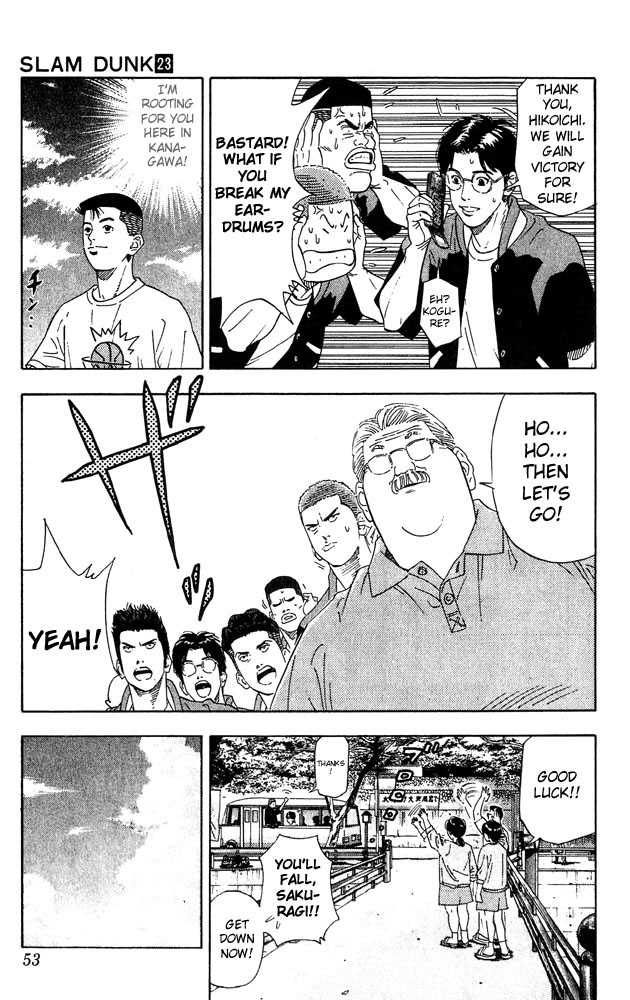 SLAM DUNK 23
THANK
YOU,
HIKOICHI.
WE WILL
GAIN
VICTORY
FOR
SURE!
EH?
KOGU-
RE?
BASTARD!
WHAT IF
YOU
BREAK MY
EAR-
DRUMS?
I'M
ROOTING
FOR YOU
HERE IN
KANA-
GAWA!
HO...
HO...
THEN
LET'S
GO!
ザッ
YEAH!
GOOD
LUCK!!
THANKS
!
YOU'LL
FALL,
SAKU-
RAGI!!
GET
DOWN
NOW!
53